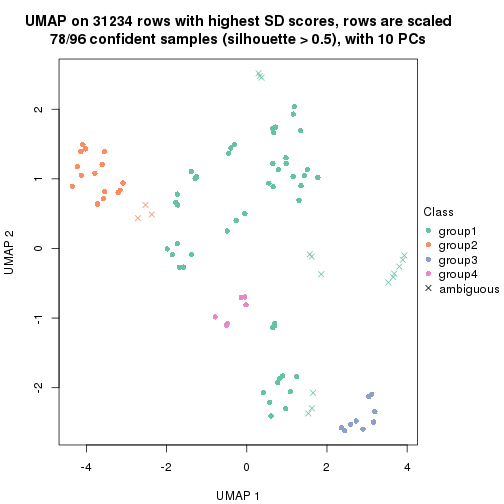 UMAP on 31234 rows with highest SD scores, rows are scaled
78/96 confident samples (silhouette > 0.5), with 10 PCs
UMAP 2
2
1
0
-1
-2
-4
-2
0
2
4
UMAP 1
Class
group1
group2
group3
group4
ambiguous